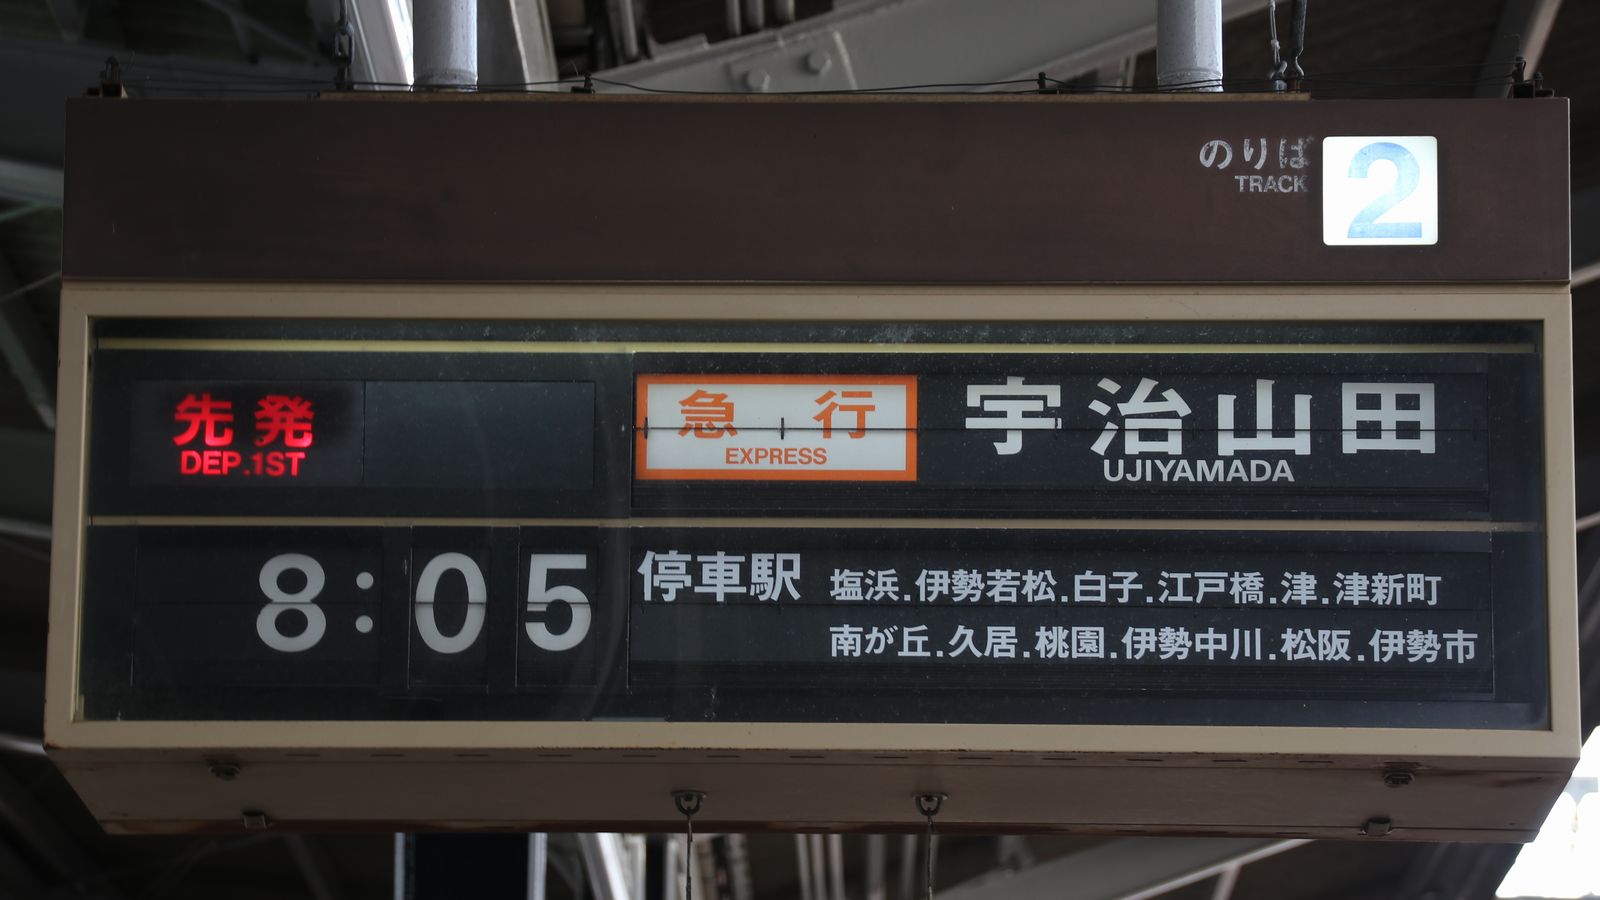 のりば
TRACK 2
先発
DEP.1ST
急行
EXPRESS
宇治山田
UJIYAMADA
8:05
停車駅 塩浜.伊勢若松.白子.江戸橋.津.津新町
南が丘.久居.桃園.伊勢中川.松阪.伊勢市